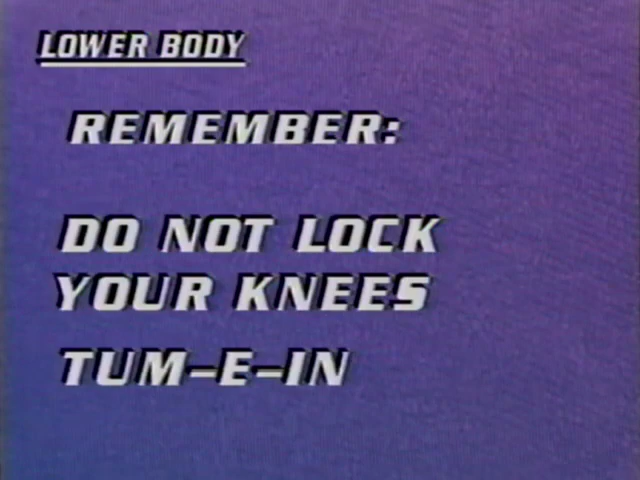 LOWER BODY
REMEMBER:
DO NOT LOCK
YOUR KNEES
TUM-E-IN